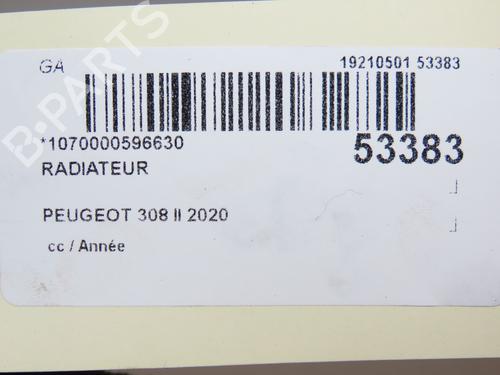 GA 19210501 53383
*1070000596630 53383
RADIATEUR
PEUGEOT 308 II 2020
cc / Année
B-PARTS